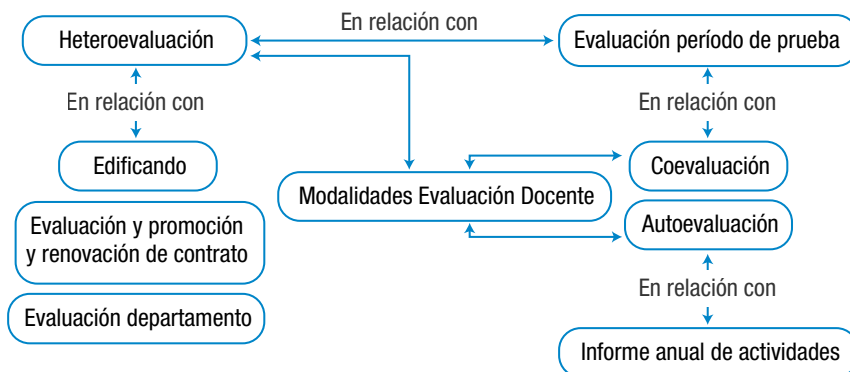 Heteroevaluación
En relación con
Evaluación período de prueba
En relación con
En relación con
Edificando
Coevaluación
Modalidades Evaluación Docente
Evaluación y promoción
y renovación de contrato
Autoevaluación
En relación con
Evaluación departamento
Informe anual de actividades